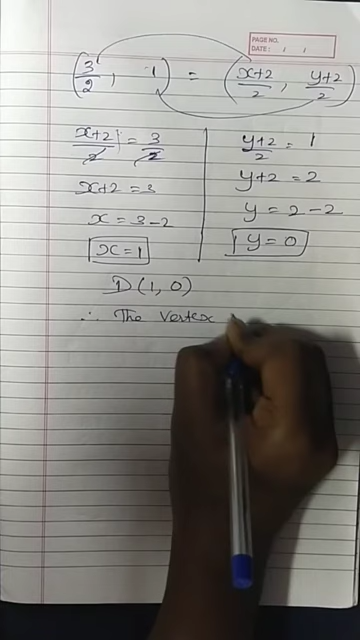 PAGE NO.
DATE : / /
(3/2, 1) = (x+2/2, y+2/2)
x+2/2 = 3/2
x+2 = 3
x = 3-2
x = 1
y+2/2 = 1
y+2 = 2
y = 2-2
y = 0
D(1, 0)
∴ The vertex